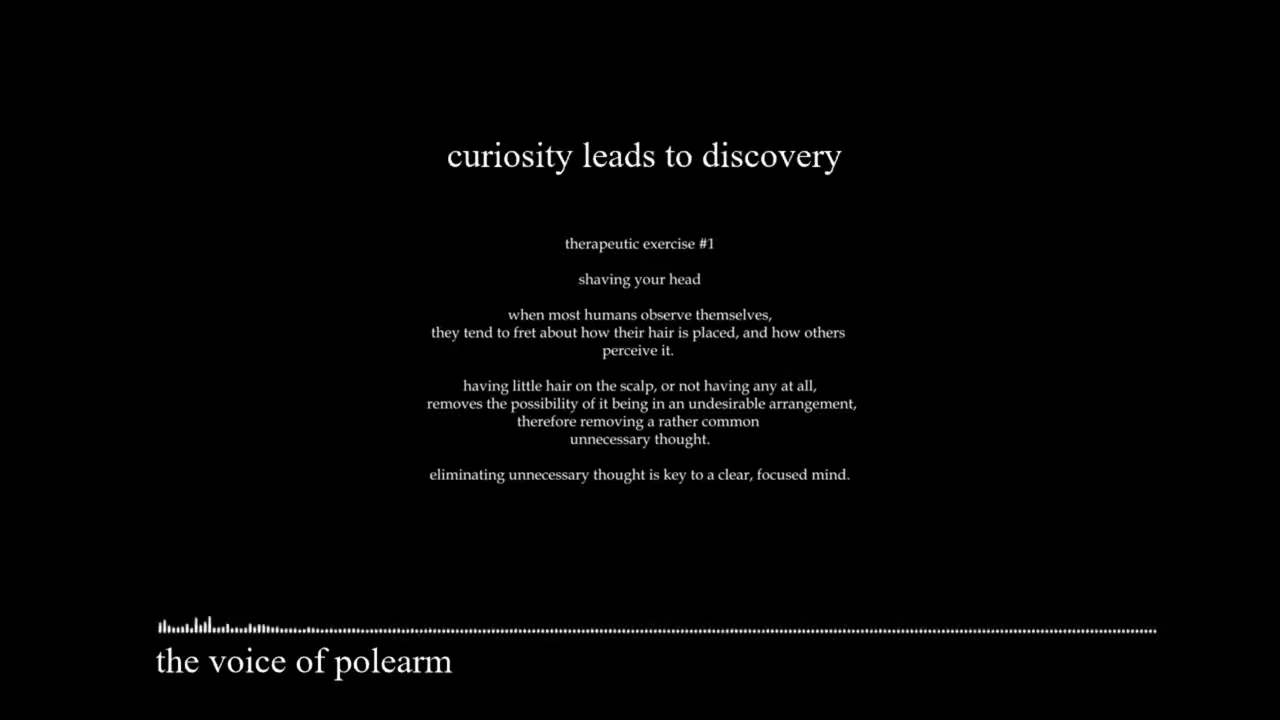 curiosity leads to discovery
therapeutic exercise #1
shaving your head
when most humans observe themselves,
they tend to fret about how their hair is placed, and how others
perceive it.
having little hair on the scalp, or not having any at all,
removes the possibility of it being in an undesirable arrangement,
therefore removing a rather common
unnecessary thought.
eliminating unnecessary thought is key to a clear, focused mind.
the voice of polearm